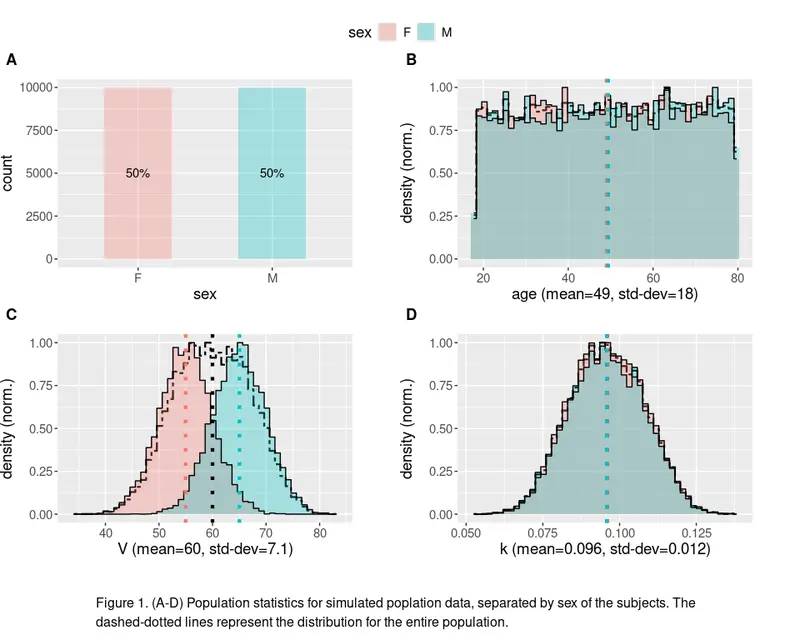 sex F M
A
10000
7500
5000
2500
0
count
50% 50%
F M
sex
B
1.00
0.75
0.50
0.25
0.00
density (norm.)
20 40 60 80
age (mean=49, std-dev=18)
C
1.00
0.75
0.50
0.25
0.00
density (norm.)
40 50 60 70 80
V (mean=60, std-dev=7.1)
D
1.00
0.75
0.50
0.25
0.00
density (norm.)
0.050 0.075 0.100 0.125
k (mean=0.096, std-dev=0.012)
Figure 1. (A-D) Population statistics for simulated poplation data, separated by sex of the subjects. The
dashed-dotted lines represent the distribution for the entire population.